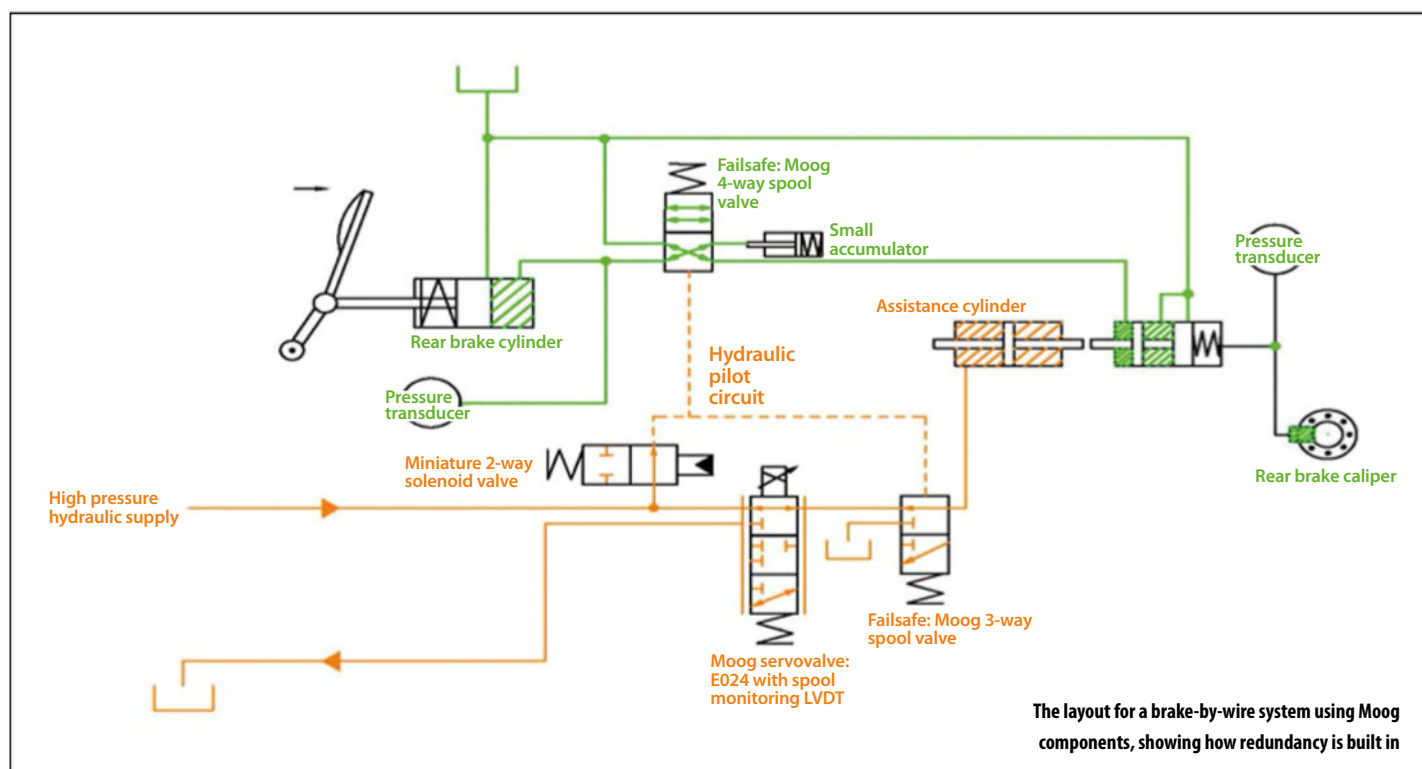 Failsafe: Moog
4-way spool
valve
Small
accumulator
Pressure
transducer
Assistance cylinder
Rear brake cylinder
Hydraulic
pilot
circuit
Pressure
transducer
Miniature 2-way
solenoid valve
High pressure
hydraulic supply
Rear brake caliper
Failsafe: Moog 3-way
spool valve
Moog servovalve:
E024 with spool
monitoring LVDT
The layout for a brake-by-wire system using Moog
components, showing how redundancy is built in